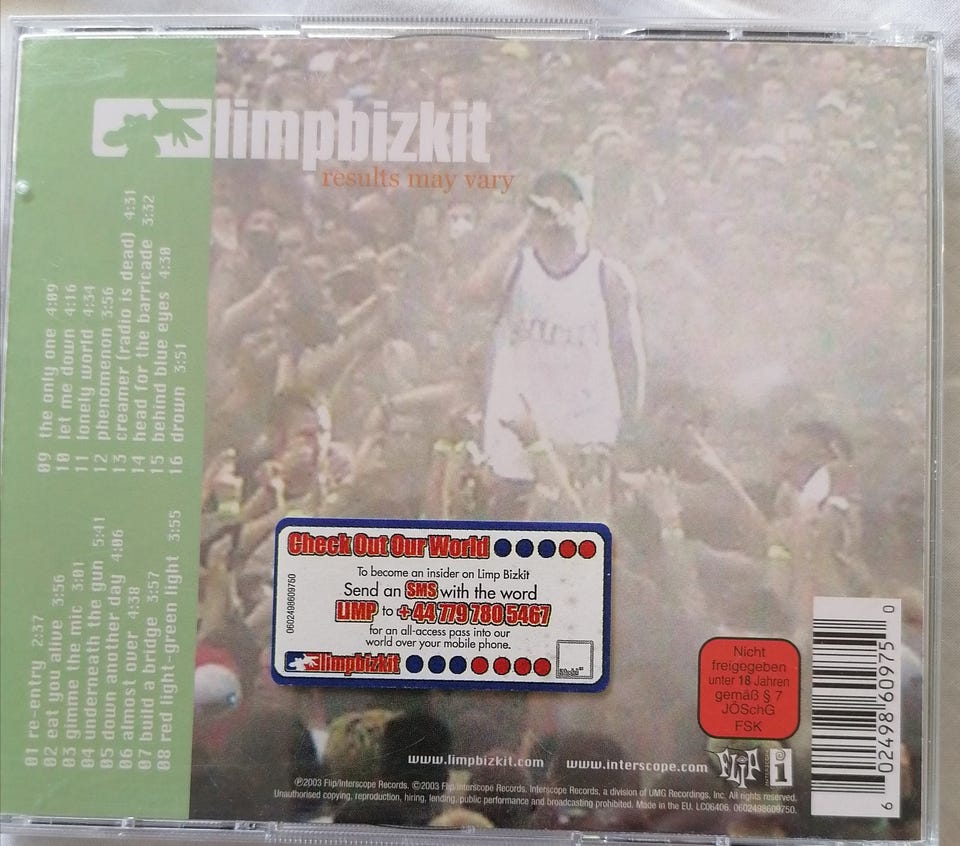 limpbizkit
results may vary
01 re-entry 2:37
02 eat you alive 3:56
03 gimme the mic 3:01
04 underneath the gun 5:41
05 down another day 4:06
06 almost over 4:38
07 build a bridge 3:57
08 red light-green light 3:55
09 the only one 4:09
10 let me down 4:16
11 lonely world 4:34
12 phenomenon 3:56
13 creamer (radio is dead) 4:31
14 head for the barricade 3:32
15 behind blue eyes 4:30
16 drown 3:51
Check Out Our World
To become an insider on Limp Bizkit
Send an SMS with the word
LIMP to +44 779 780 5467
for an all-access pass into our
world over your mobile phone.
limpbizkit
0602498609750
Nicht
freigegeben
unter 18 Jahren
gemäß § 7
JÖSchG
FSK
www.limpbizkit.com www.interscope.com
FLIP
INTERSCOPE
i
℗2003 Flip/Interscope Records. ©2003 Flip/Interscope Records. Interscope Records, a division of UMG Recordings, Inc. All rights reserved.
Unauthorised copying, reproduction, hiring, lending, public performance and broadcasting prohibited. Made in the EU. LC06406. 0602498609750.
6 02498 60975 0